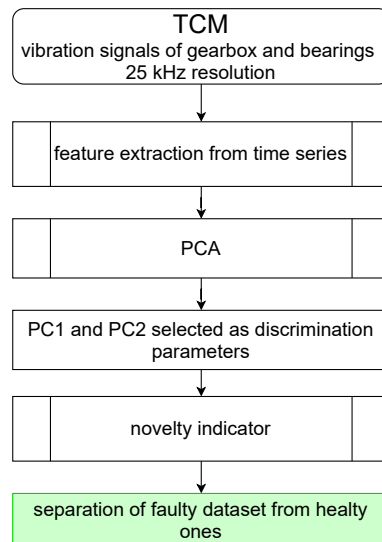 TCM
vibration signals of gearbox and bearings
25 kHz resolution
feature extraction from time series
PCA
PC1 and PC2 selected as discrimination
parameters
novelty indicator
separation of faulty dataset from healty
ones